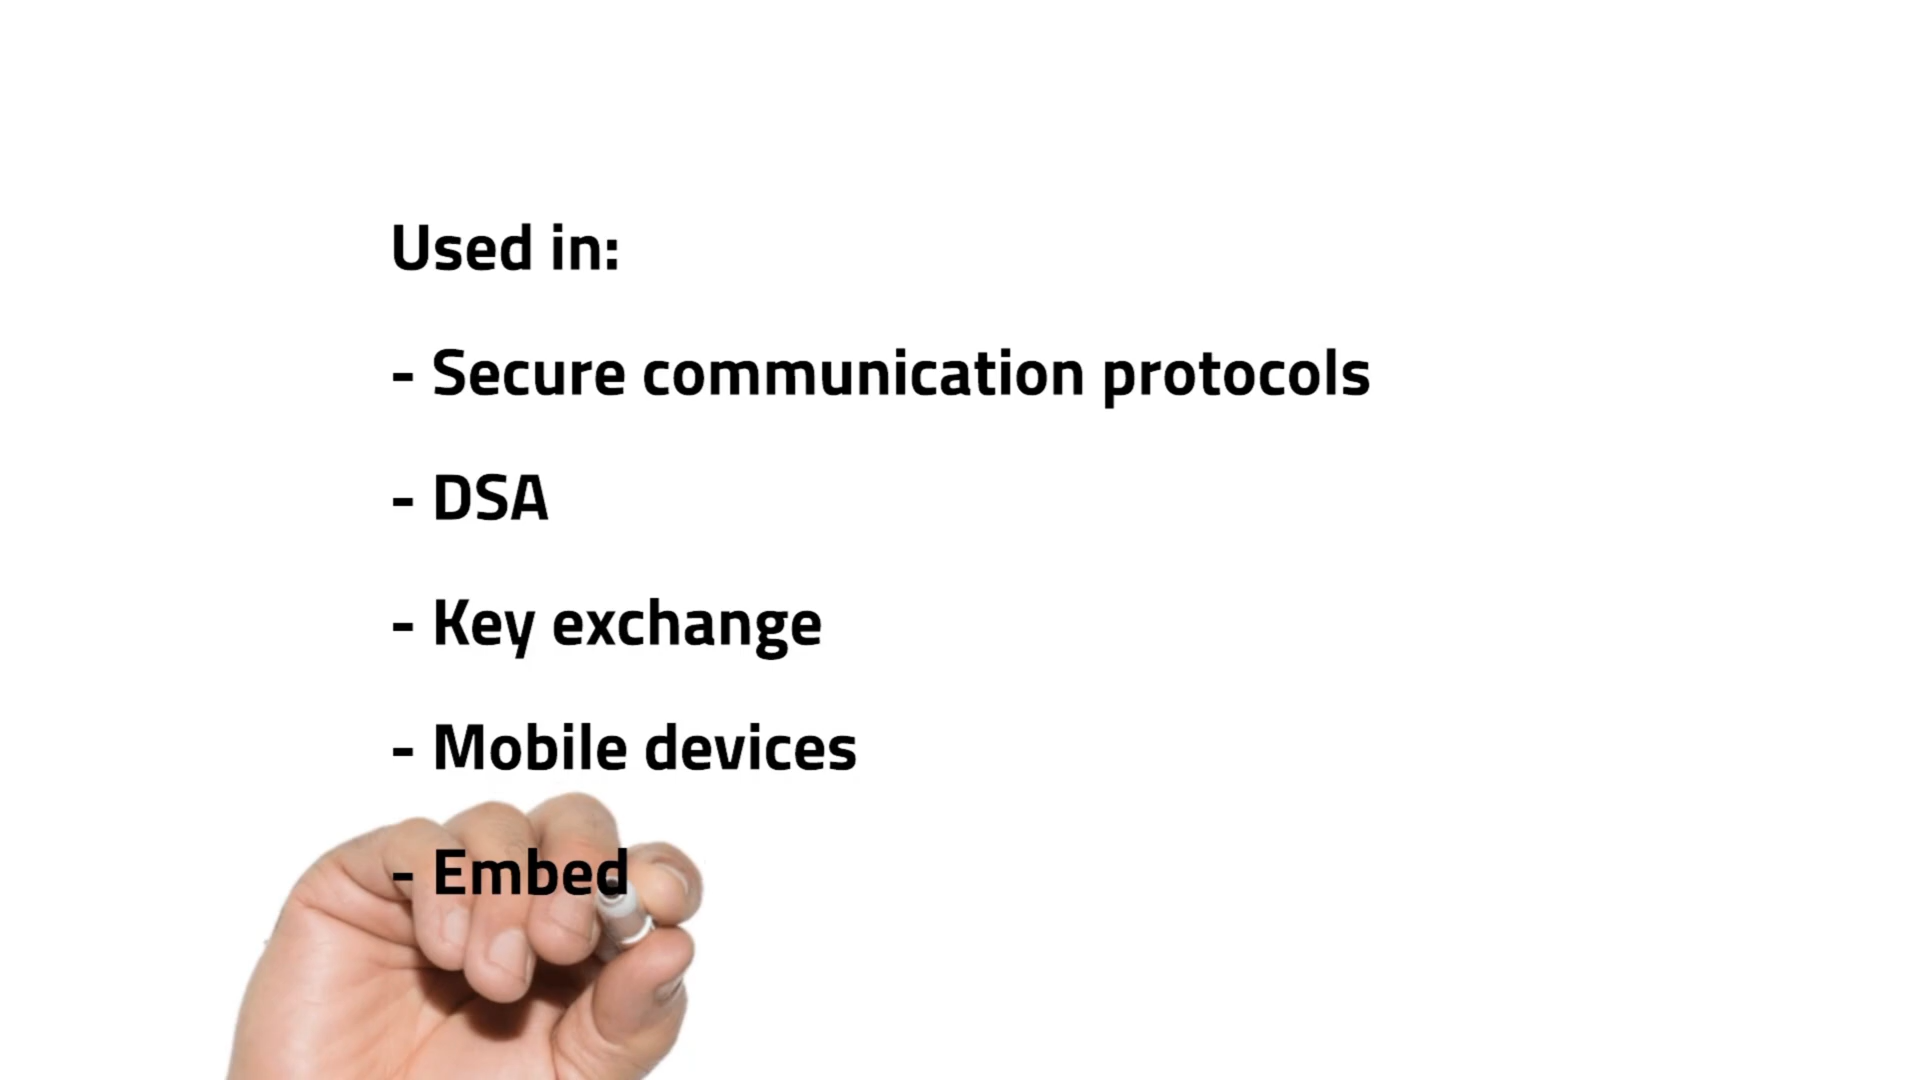 Used in:
- Secure communication protocols
- DSA
- Key exchange
- Mobile devices
- Embed